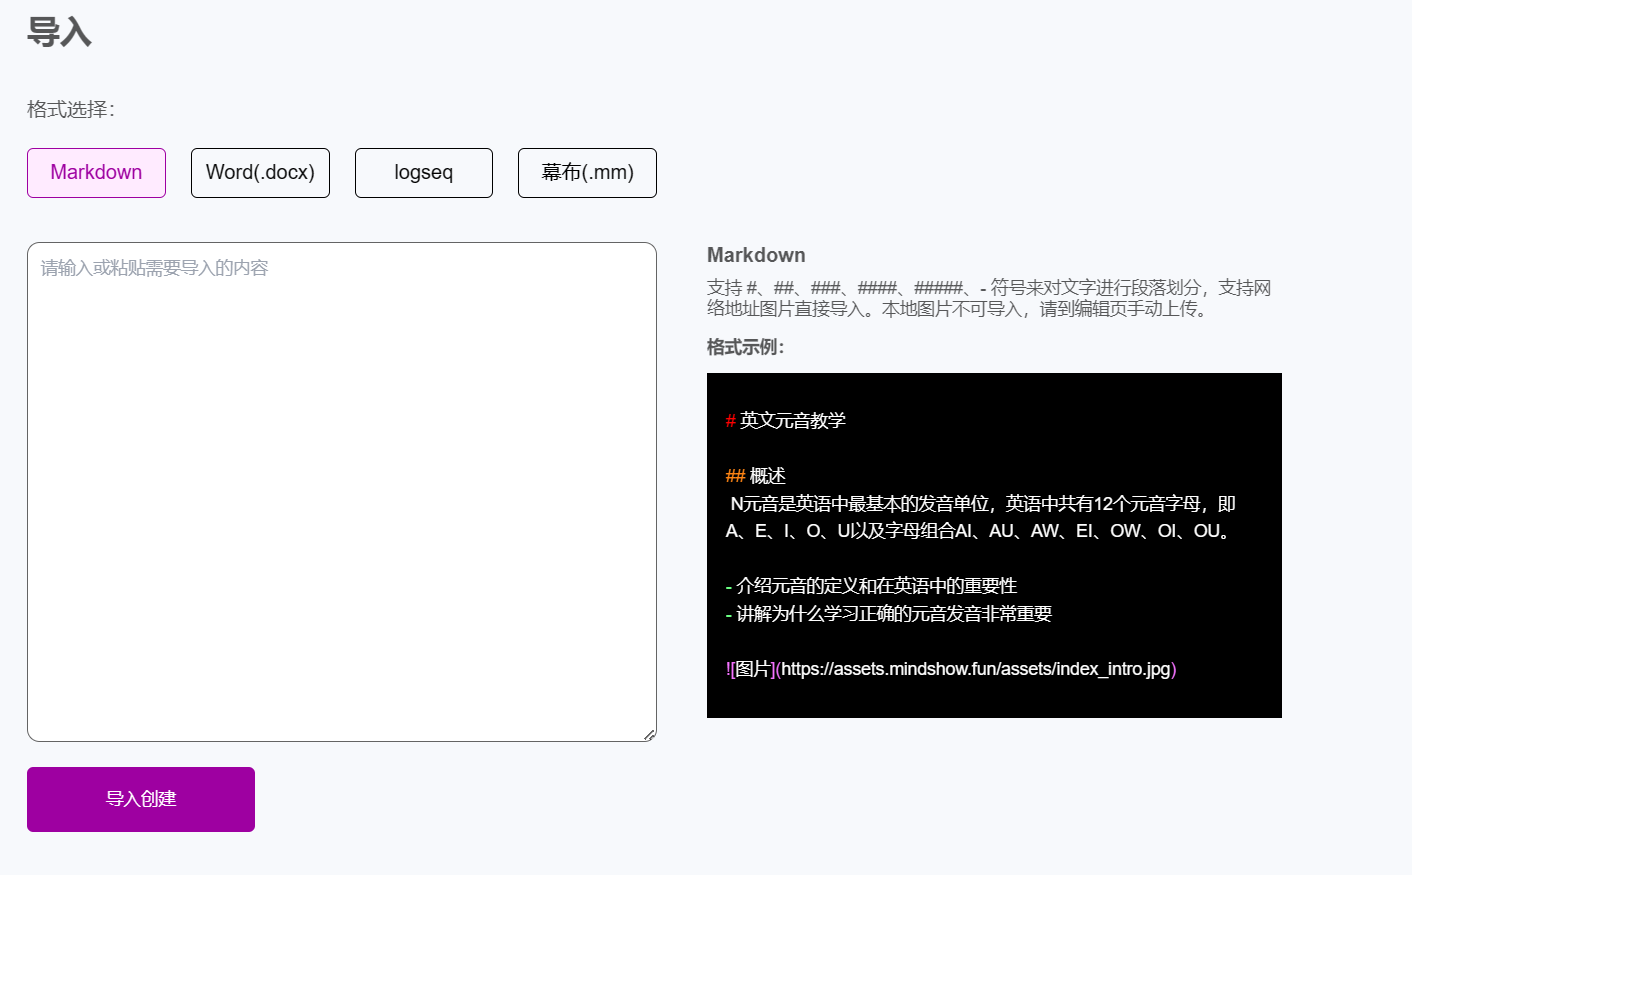 导入
格式选择：
Markdown
Word(.docx)
logseq
幕布(.mm)
请输入或粘贴需要导入的内容
导入创建
Markdown
支持 #、##、###、####、#####、- 符号来对文字进行段落划分，支持网
络地址图片直接导入。本地图片不可导入，请到编辑页手动上传。
格式示例：
# 英文元音教学
## 概述
N元音是英语中最基本的发音单位，英语中共有12个元音字母，即
A、E、I、O、U以及字母组合AI、AU、AW、EI、OW、OI、OU。
- 介绍元音的定义和在英语中的重要性
- 讲解为什么学习正确的元音发音非常重要
![图片](https://assets.mindshow.fun/assets/index_intro.jpg)